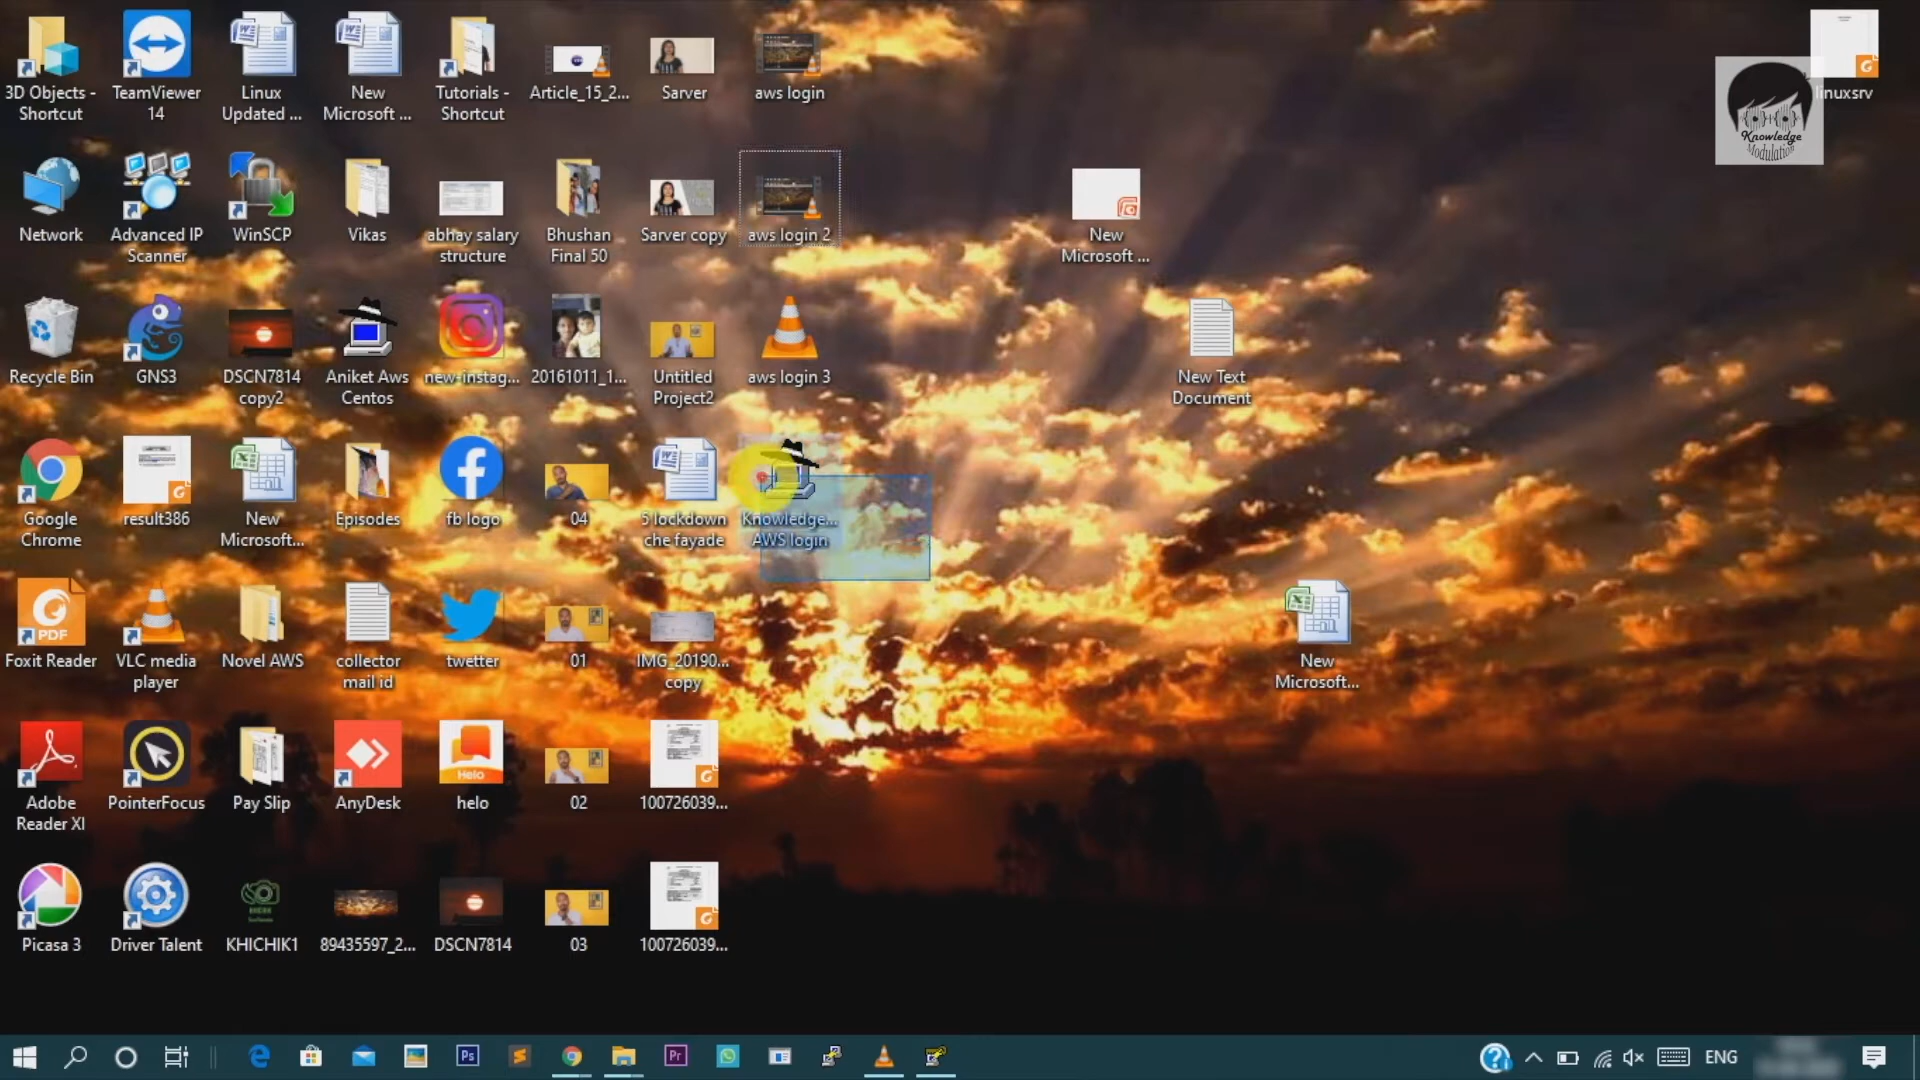 3D Objects -
Shortcut
TeamViewer
14
Linux
Updated ...
New
Microsoft ...
Tutorials -
Shortcut
Article_15_2...
Sarver
aws login
linuxsrv
Knowledge
Modulation
Network
Advanced IP
Scanner
WinSCP
Vikas
abhay salary
structure
Bhushan
Final 50
Sarver copy
aws login 2
New
Microsoft ...
Recycle Bin
GNS3
DSCN7814
copy2
Aniket Aws
Centos
new-instag...
20161011_1...
Untitled
Project2
aws login 3
New Text
Document
Google
Chrome
result386
New
Microsoft...
Episodes
fb logo
04
5 lockdown
che fayade
Knowledge...
AWS login
PDF
Foxit Reader
VLC media
player
Novel AWS
collector
mail id
twetter
01
IMG_20190...
copy
New
Microsoft...
Adobe
Reader XI
PointerFocus
Pay Slip
AnyDesk
Helo
helo
02
100726039...
Picasa 3
Driver Talent
KHICHIK1
89435597_2...
DSCN7814
03
100726039...
Ps
Pr
ENG